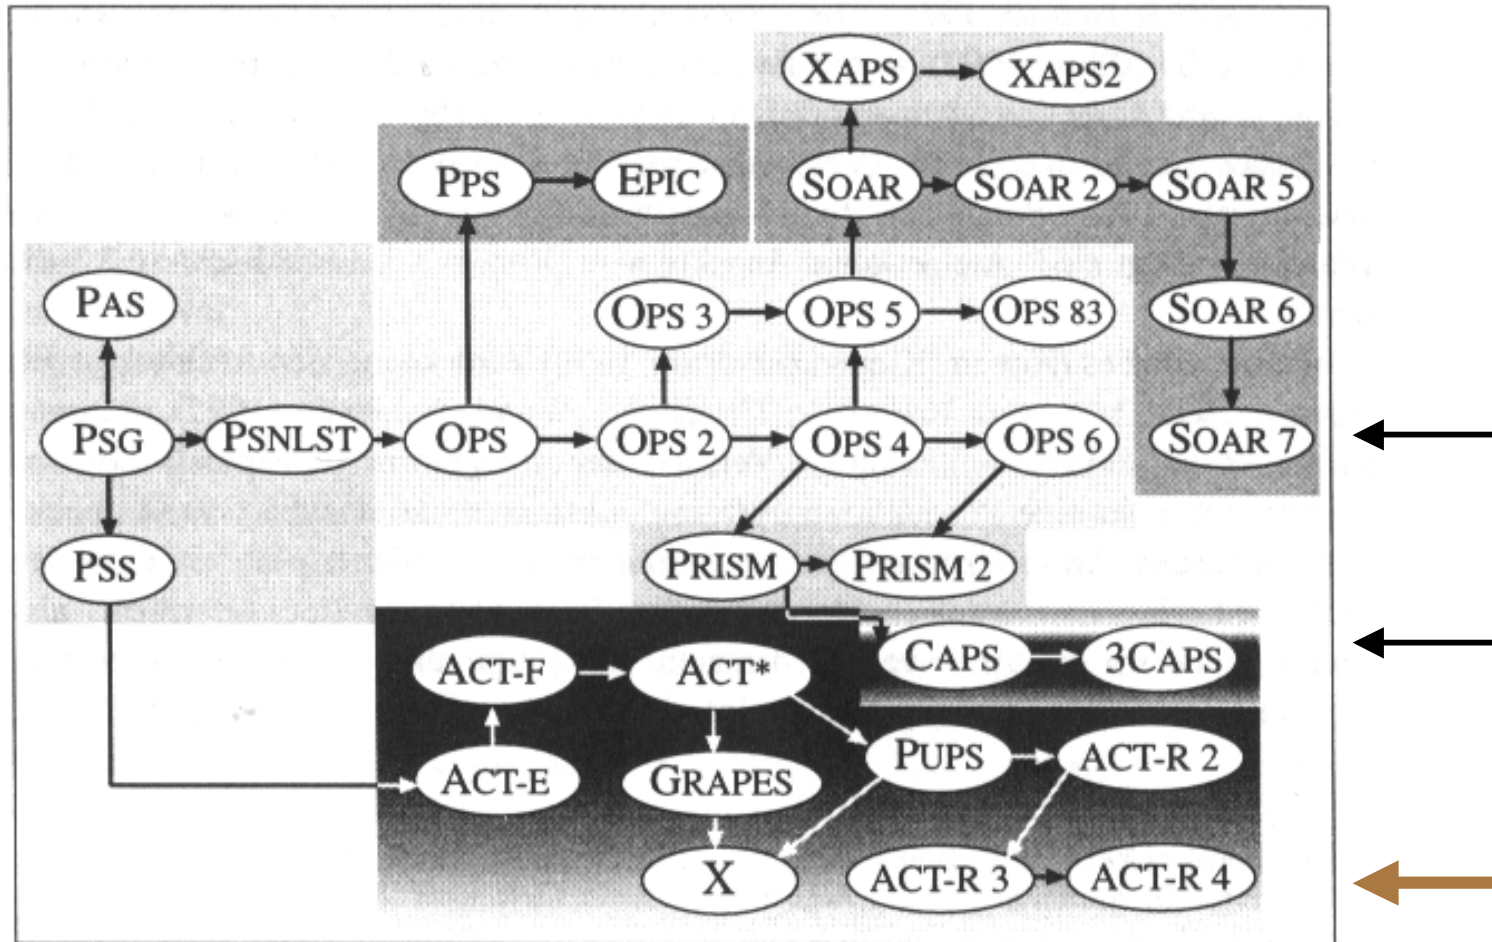 XAPS
XAPS2
PPS
EPIC
SOAR
SOAR 2
SOAR 5
PAS
OPS 3
OPS 5
OPS 83
SOAR 6
PSG
PSNLST
OPS
OPS 2
OPS 4
OPS 6
SOAR 7
PSS
PRISM
PRISM 2
ACT-F
ACT*
CAPS
3CAPS
ACT-E
GRAPES
PUPS
ACT-R 2
X
ACT-R 3
ACT-R 4